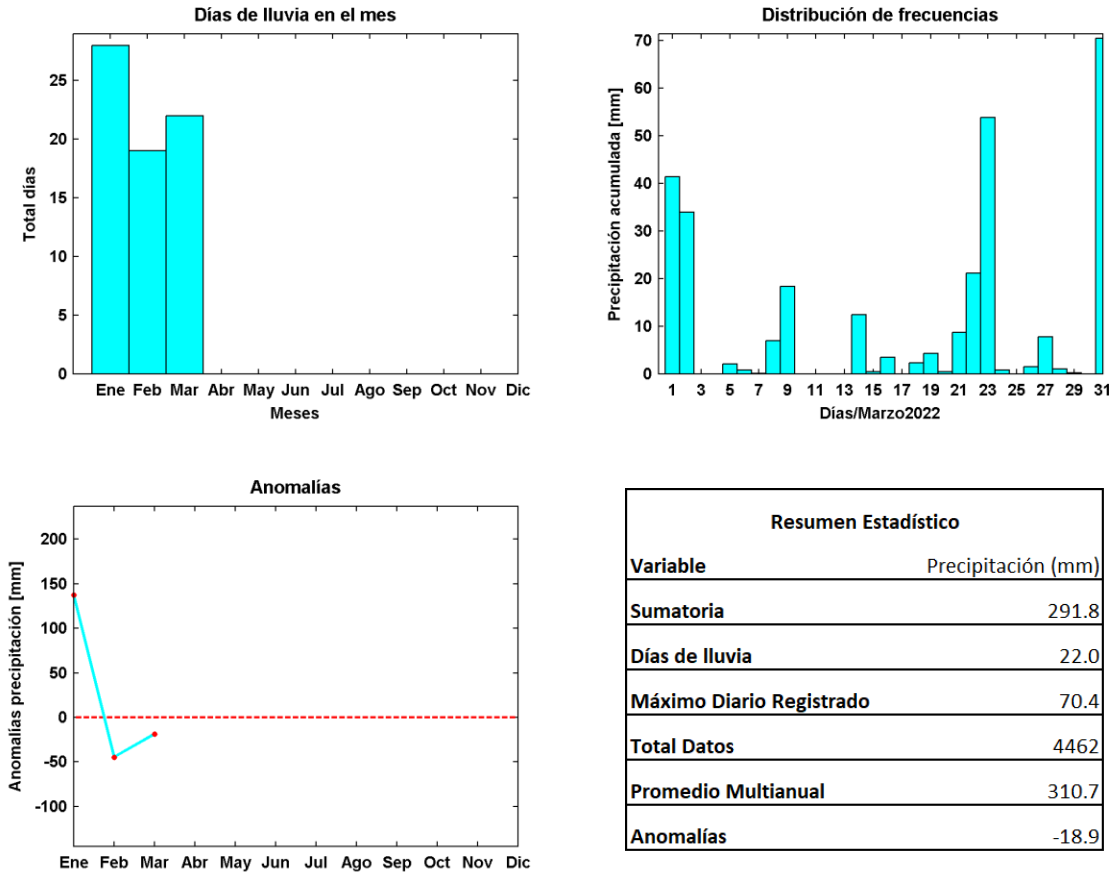 Días de lluvia en el mes
Total días
25
20
15
10
5
0
Ene Feb Mar Abr May Jun Jul Ago Sep Oct Nov Dic
Meses
Distribución de frecuencias
Precipitación acumulada [mm]
70
60
50
40
30
20
10
0
1 3 5 7 9 11 13 15 17 19 21 23 25 27 29 31
Días/Marzo2022
Anomalías
Anomalías precipitación [mm]
200
150
100
50
0
-50
-100
Ene Feb Mar Abr May Jun Jul Ago Sep Oct Nov Dic
Resumen Estadístico
Variable Precipitación (mm)
Sumatoria 291.8
Días de lluvia 22.0
Máximo Diario Registrado 70.4
Total Datos 4462
Promedio Multianual 310.7
Anomalías -18.9